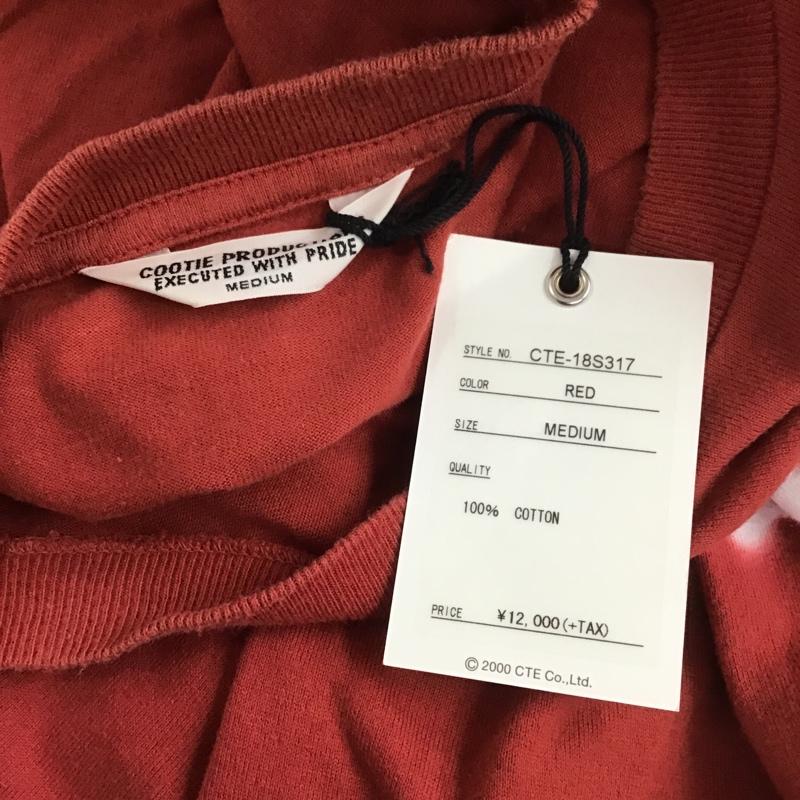 COOTIE
EXECUTED WITH PRIDE
MEDIUM
STYLE NO. CTE-18S317
COLOR RED
SIZE MEDIUM
QUALITY
100% COTTON
PRICE ¥12,000(+TAX)
© 2000 CTE Co.,Ltd.